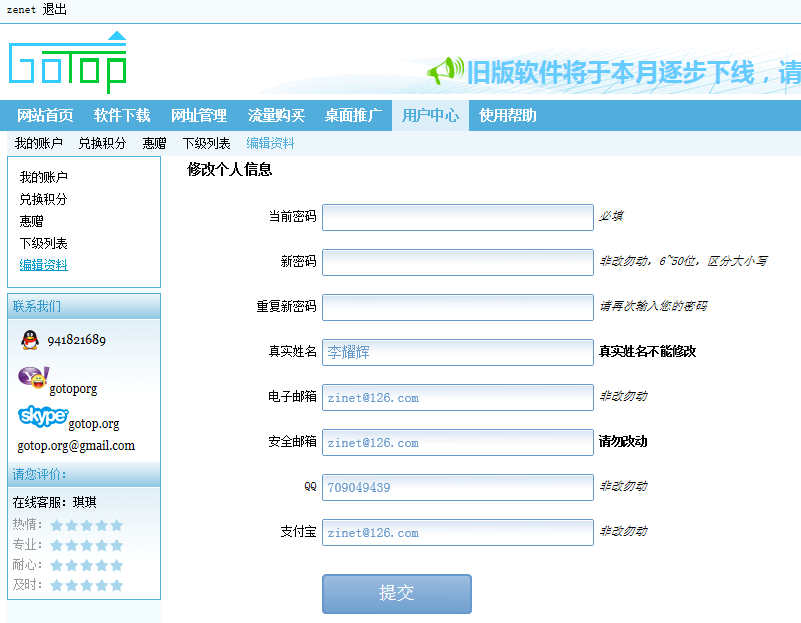 zenet 退出
GoTop
旧版软件将于本月逐步下线，请
网站首页 软件下载 网址管理 流量购买 桌面推广 用户中心 使用帮助
我的账户 兑换积分 惠赠 下级列表 编辑资料
我的账户
兑换积分
惠赠
下级列表
编辑资料
联系我们
941821689
gotoporg
skype gotop.org
gotop.org@gmail.com
请您评价：
在线客服：琪琪
热情：
专业：
耐心：
及时：
修改个人信息
当前密码 必填
新密码 非改勿动，6~50位，区分大小写
重复新密码 请再次输入您的密码
真实姓名 李耀辉 真实姓名不能修改
电子邮箱 zinet@126.com 非改勿动
安全邮箱 zinet@126.com 请勿改动
QQ 709049439 非改勿动
支付宝 zinet@126.com 非改勿动
提交